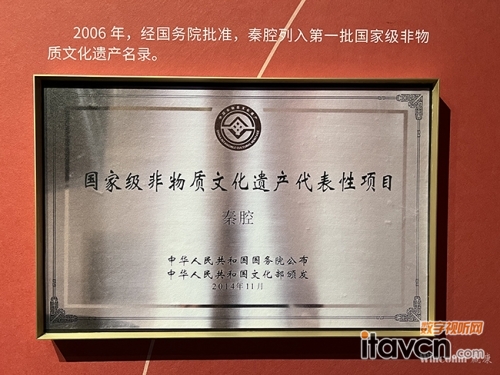 2006 年，经国务院批准，秦腔列入第一批国家级非物
质文化遗产名录。
国家级非物质文化遗产代表性项目
秦腔
中华人民共和国国务院公布
中华人民共和国文化部颁发
2014年11月
数字视听网
itavcn.com